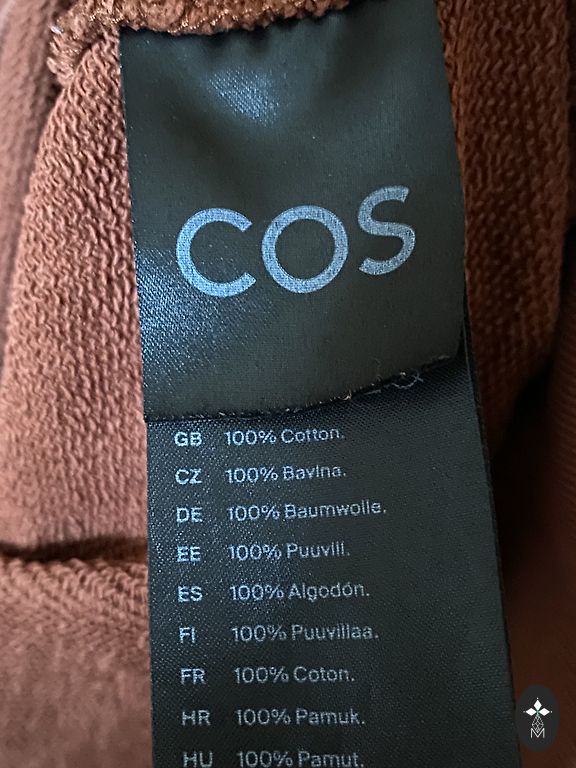 COS
GB 100% Cotton.
CZ 100% Bavlna.
DE 100% Baumwolle.
EE 100% Puuvill.
ES 100% Algodón.
FI 100% Puuvillaa.
FR 100% Coton.
HR 100% Pamuk.
HU 100% Pamut.
M